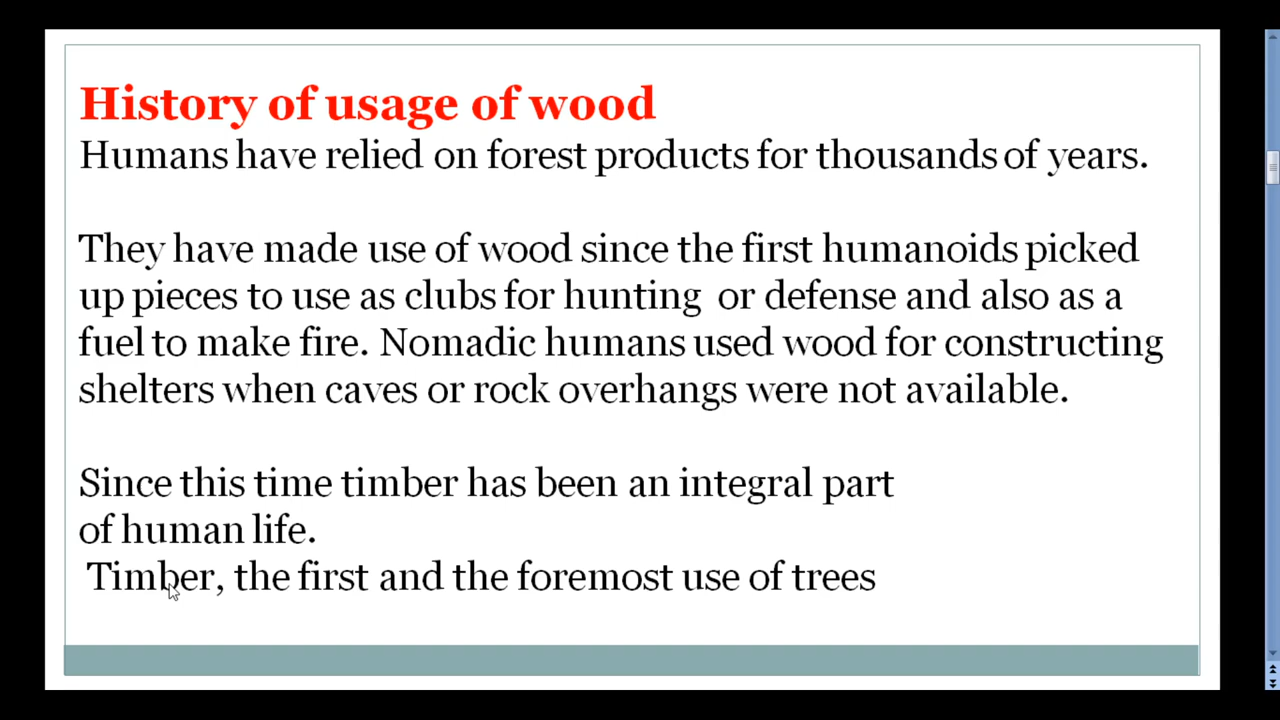 History of usage of wood
Humans have relied on forest products for thousands of years.
They have made use of wood since the first humanoids picked
up pieces to use as clubs for hunting or defense and also as a
fuel to make fire. Nomadic humans used wood for constructing
shelters when caves or rock overhangs were not available.
Since this time timber has been an integral part
of human life.
Timber, the first and the foremost use of trees